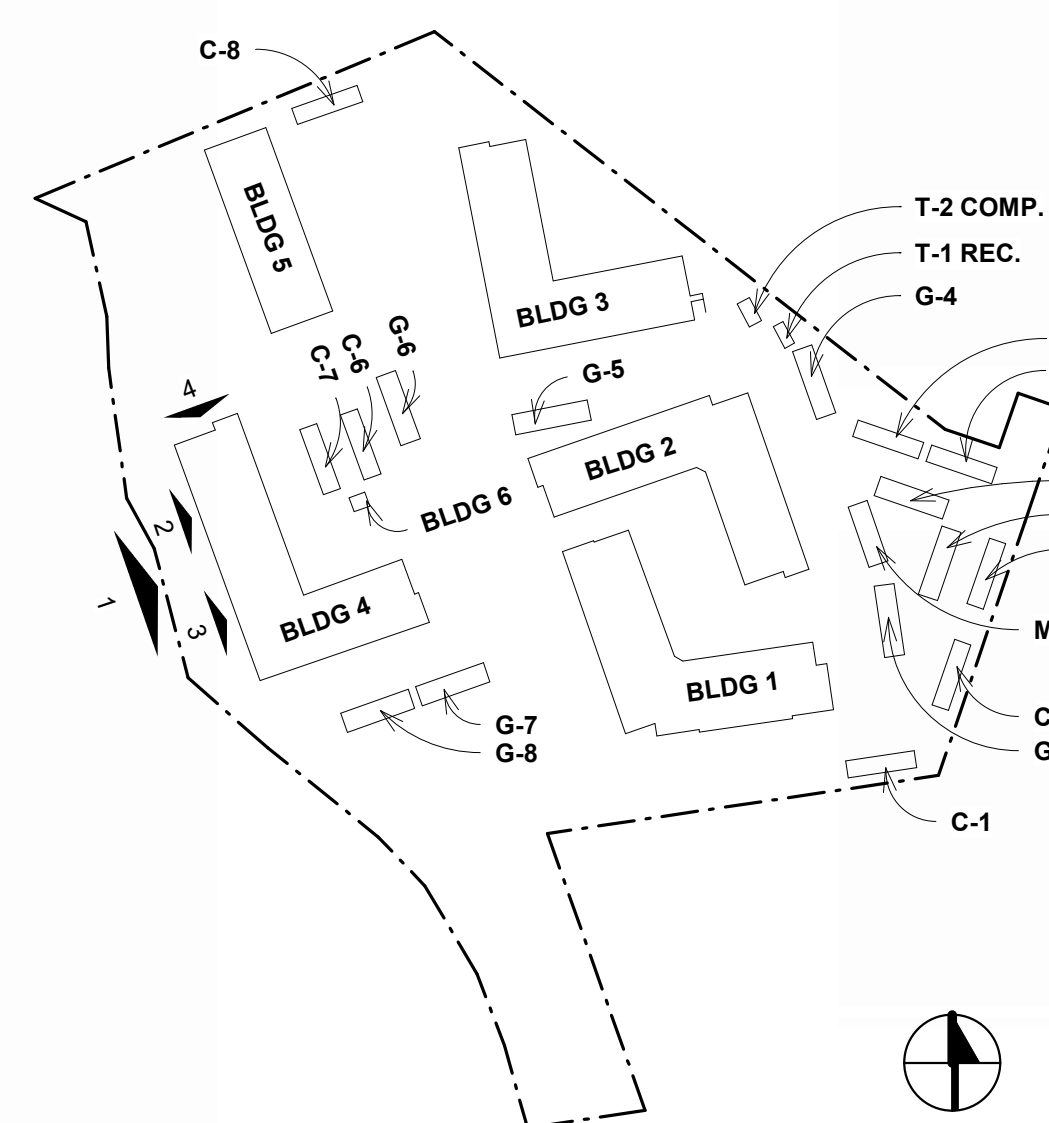 C-8
T-2 COMP.
BLDG 5
T-1 REC.
G-4
BLDG 3
G-6
C-6
C-7
G-5
4
BLDG 2
BLDG 6
2
1
3
BLDG 4
M
BLDG 1
C
G-7
G
G-8
C-1